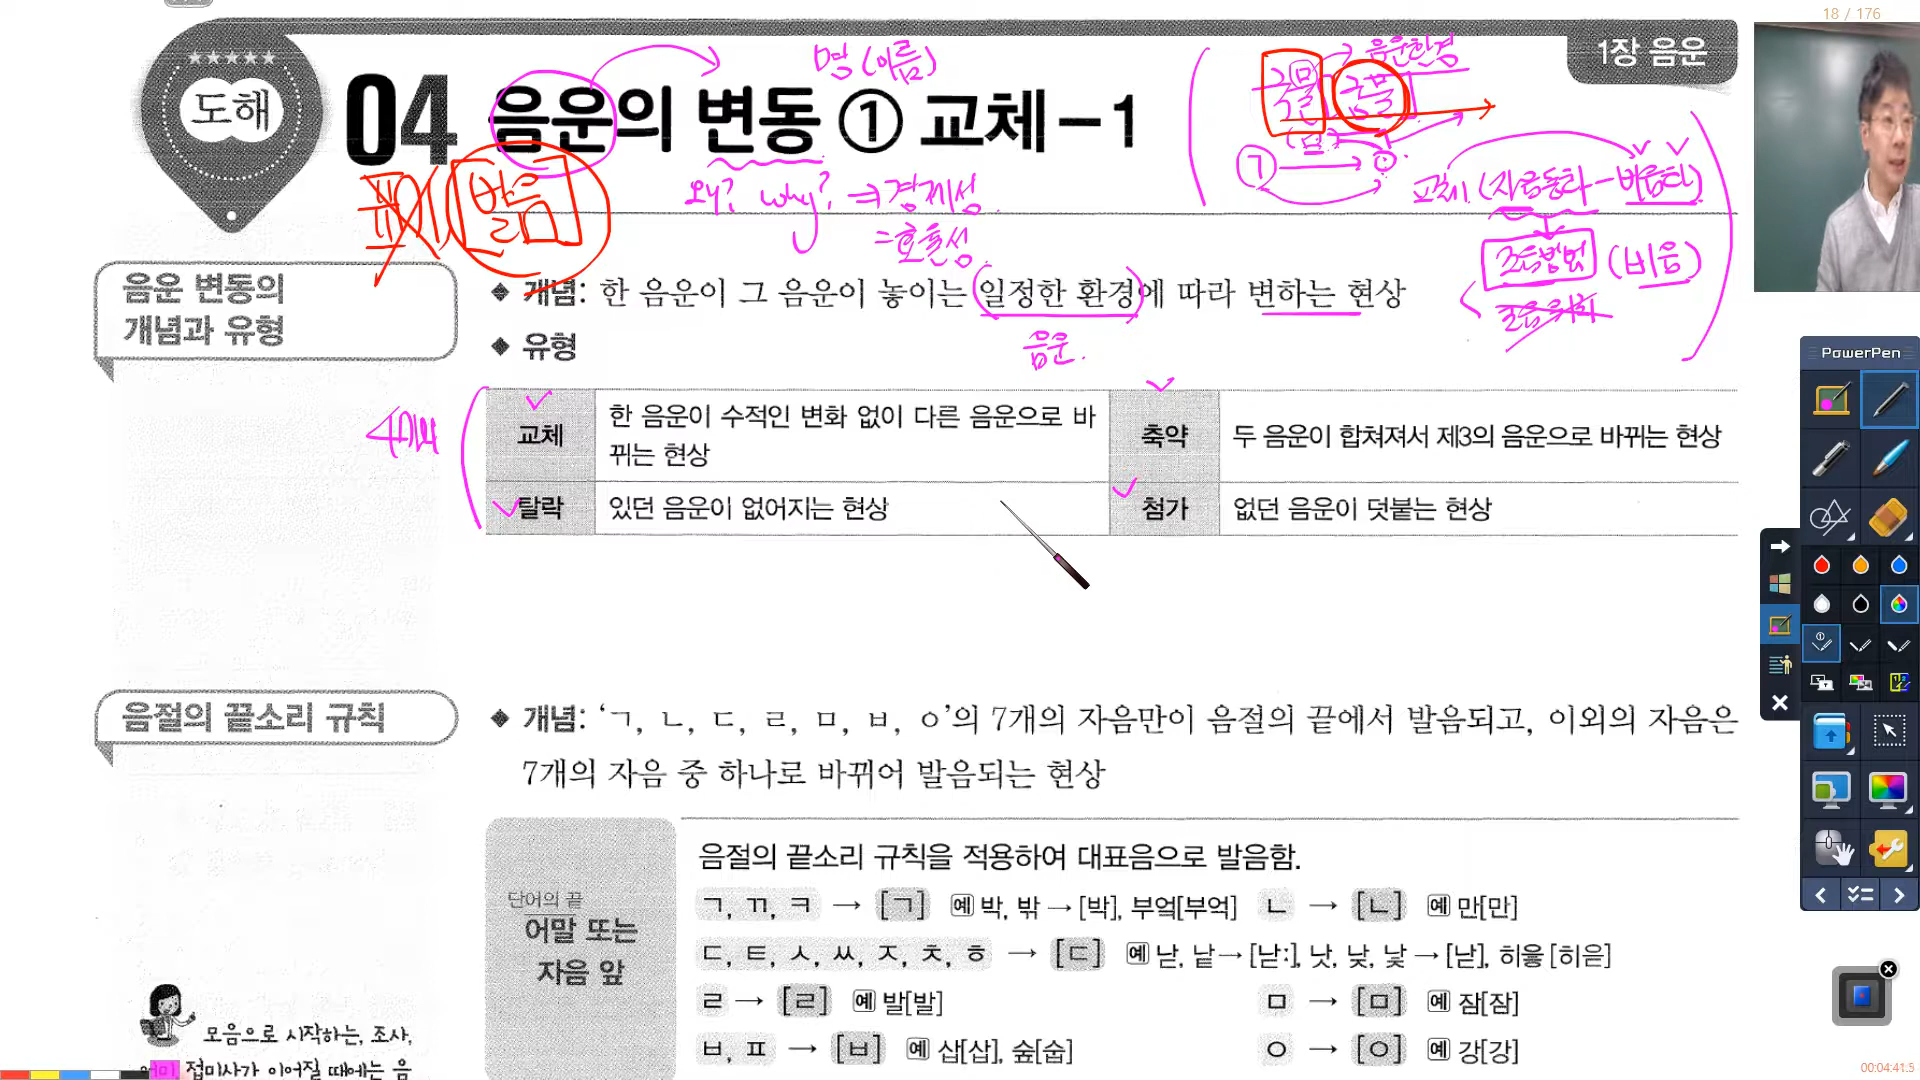 18 / 176
1장 음운
도해
04 음운의 변동 ① 교체-1
명 (이름)
음운환경
국물
발음
why? ⇒ 경제성
= 효율성
교체 (자음동화 -
조음방법 (비음)
조음위치
음운 변동의
개념과 유형
◆ 개념: 한 음운이 그 음운이 놓이는 일정한 환경에 따라 변하는 현상
음운.
◆ 유형
교체 한 음운이 수적인 변화 없이 다른 음운으로 바
뀌는 현상
축약 두 음운이 합쳐져서 제3의 음운으로 바뀌는 현상
탈락 있던 음운이 없어지는 현상
첨가 없던 음운이 덧붙는 현상
음절의 끝소리 규칙
◆ 개념: ‘ㄱ, ㄴ, ㄷ, ㄹ, ㅁ, ㅂ, ㅇ’의 7개의 자음만이 음절의 끝에서 발음되고, 이외의 자음은
7개의 자음 중 하나로 바뀌어 발음되는 현상
단어의 끝
어말 또는
자음 앞
음절의 끝소리 규칙을 적용하여 대표음으로 발음함.
ㄱ, ㄲ, ㅋ → [ㄱ] 예 박, 밖 → [박], 부엌[부억] ㄴ → [ㄴ] 예 만[만]
ㄷ, ㅌ, ㅅ, ㅆ, ㅈ, ㅊ, ㅎ → [ㄷ] 예 낟, 낱 → [낟:], 낫, 낮, 낯 → [낟], 히읗[히읃]
ㄹ → [ㄹ] 예 발[발] ㅁ → [ㅁ] 예 잠[잠]
ㅂ, ㅍ → [ㅂ] 예 삽[삽], 숲[숩] ㅇ → [ㅇ] 예 강[강]
모음으로 시작하는, 조사,
어미, 접미사가 이어질 때에는 음
PowerPen
00:04:41.5